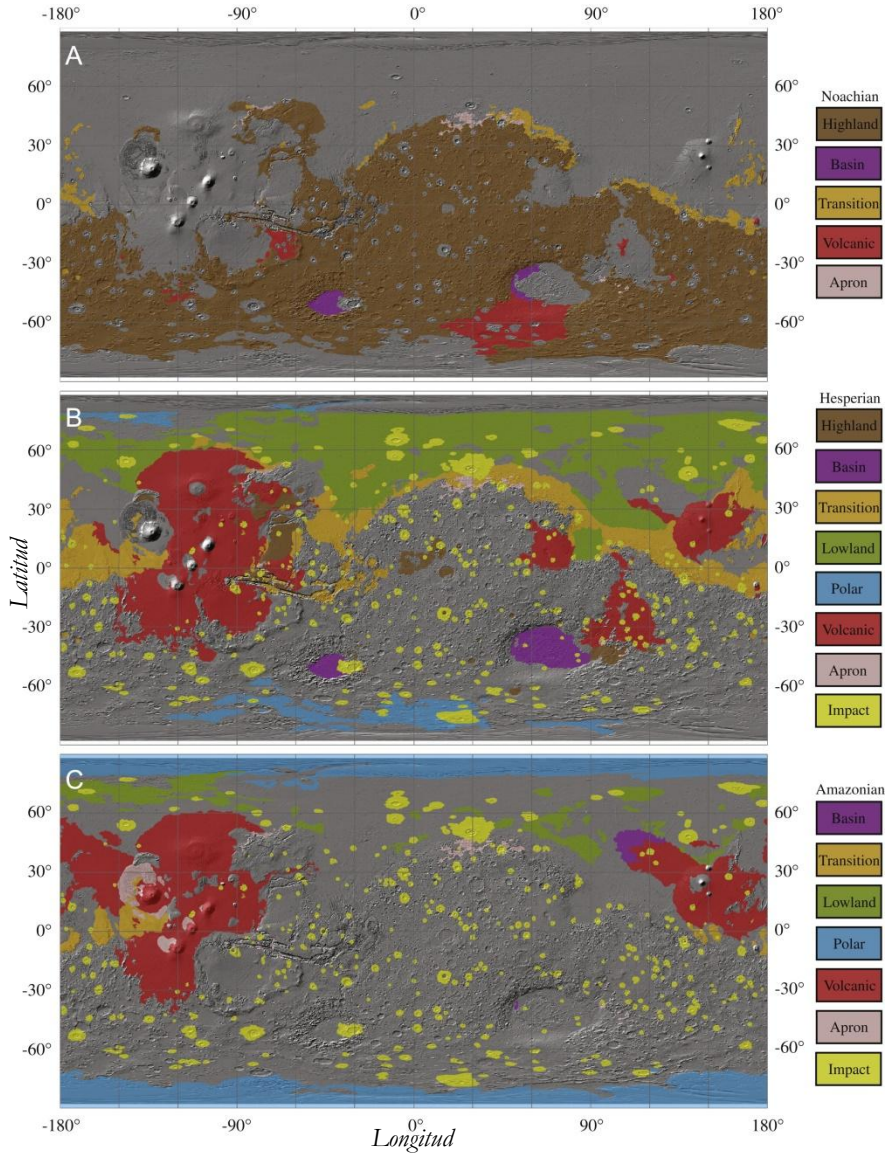 -180° -90° 0° 90° 180°
A
60°
30°
0°
-30°
-60°
60°
30°
0°
-30°
-60°
Noachian
Highland
Basin
Transition
Volcanic
Apron
B
60°
30°
0°
-30°
-60°
60°
30°
0°
-30°
-60°
Hesperian
Highland
Basin
Transition
Lowland
Polar
Volcanic
Apron
Impact
Latitud
C
60°
30°
0°
-30°
-60°
60°
30°
0°
-30°
-60°
Amazonian
Basin
Transition
Lowland
Polar
Volcanic
Apron
Impact
-180° -90° 0° 90° 180°
Longitud